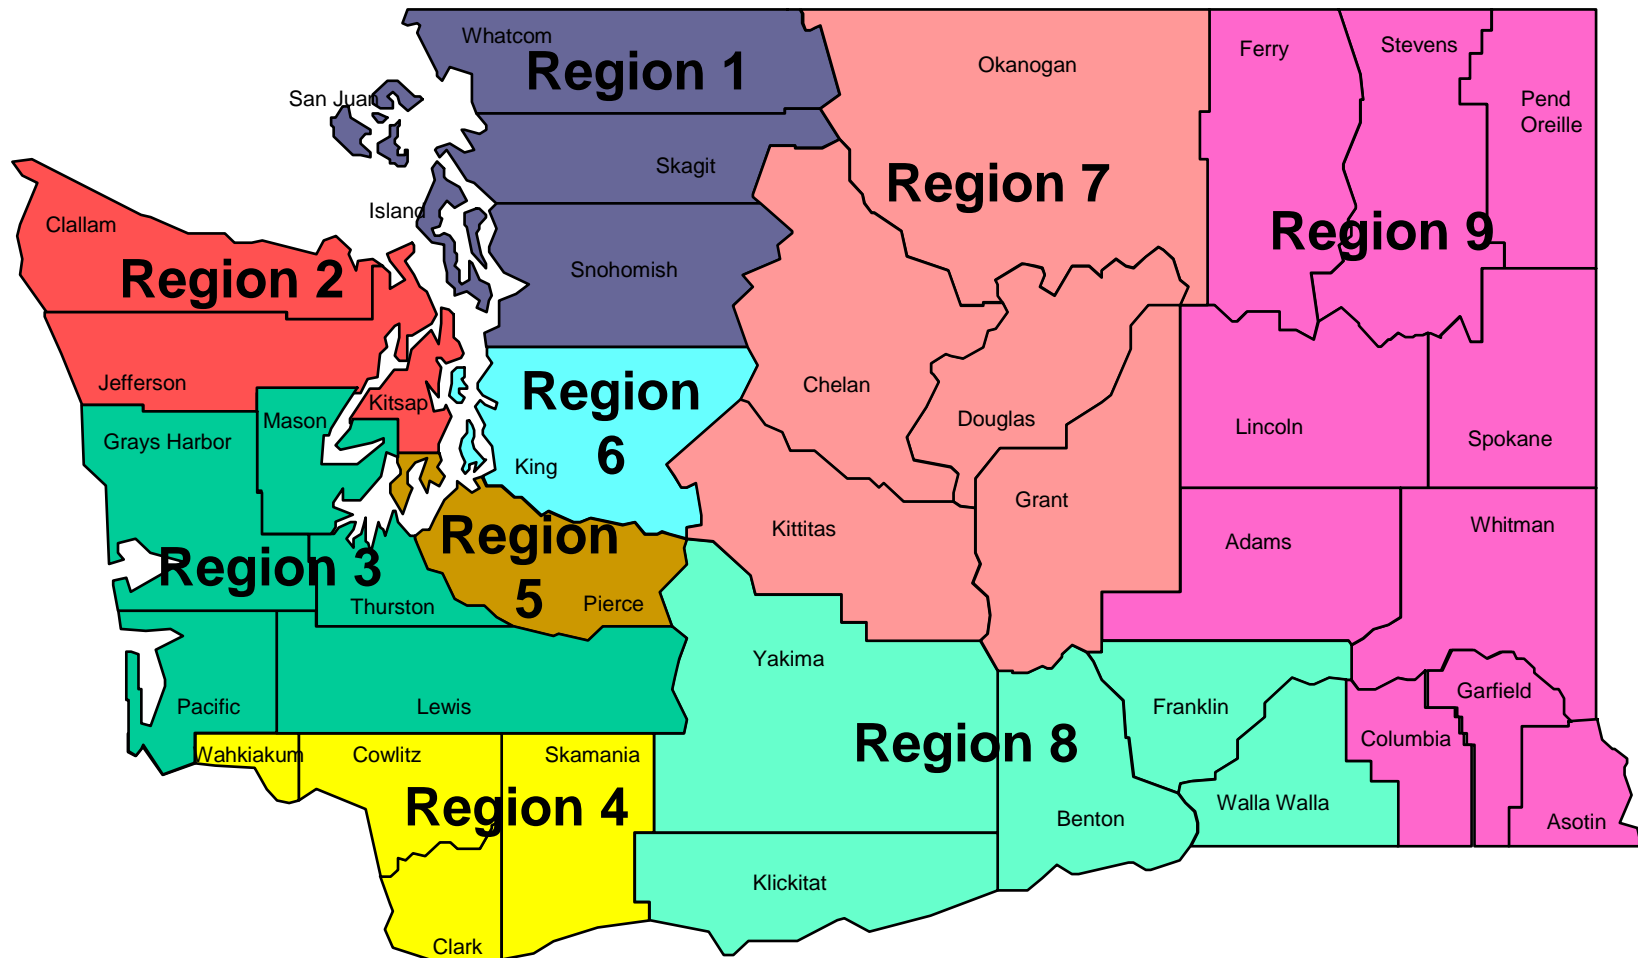 Whatcom
Region 1
Okanogan
Ferry
Stevens
San Juan
Pend
Oreille
Skagit
Region 7
Island
Clallam
Region 9
Snohomish
Region 2
Jefferson
Chelan
Region
6
Kitsap
Mason
Douglas
Lincoln
Grays Harbor
Spokane
King
Grant
Kittitas
Whitman
Region
5
Adams
Region 3
Thurston
Pierce
Yakima
Garfield
Pacific
Lewis
Franklin
Region 8
Columbia
Wahkiakum
Cowlitz
Skamania
Region 4
Walla Walla
Benton
Asotin
Klickitat
Clark